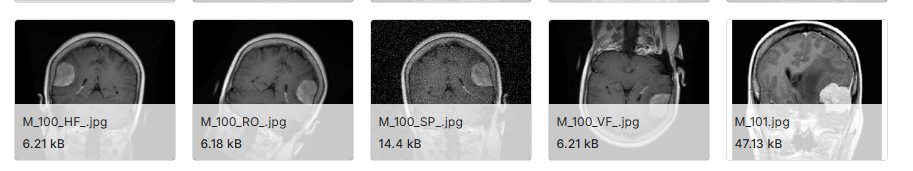 M_100_HF_.jpg
6.21 kB
M_100_RO_.jpg
6.18 kB
M_100_SP_.jpg
14.4 kB
M_100_VF_.jpg
6.21 kB
M_101.jpg
47.13 kB